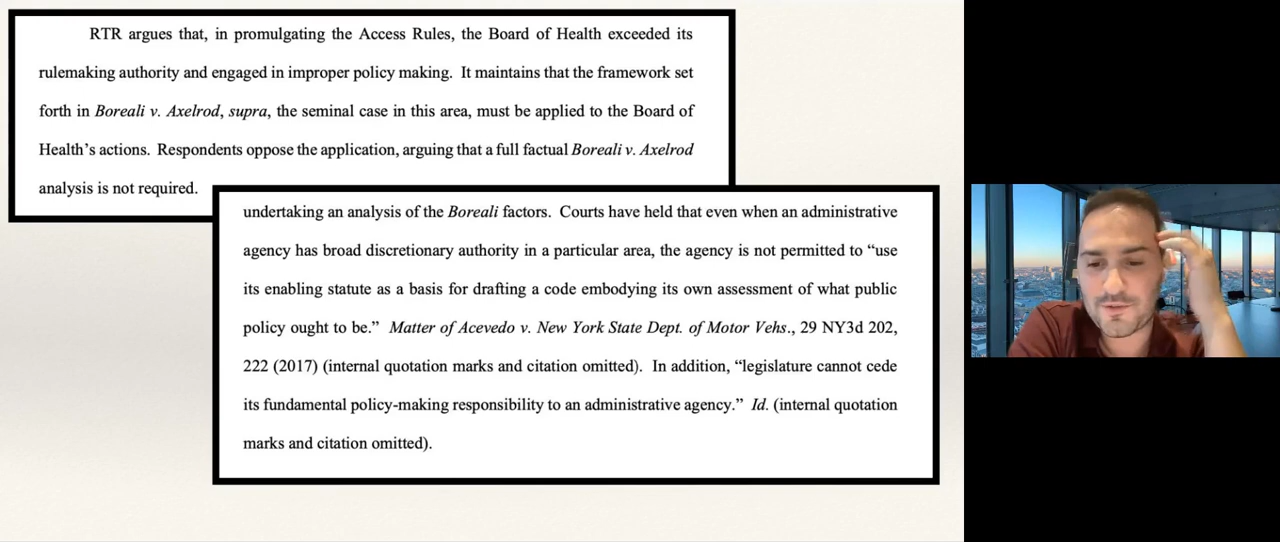 RTR argues that, in promulgating the Access Rules, the Board of Health exceeded its
rulemaking authority and engaged in improper policy making. It maintains that the framework set
forth in Boreali v. Axelrod, supra, the seminal case in this area, must be applied to the Board of
Health’s actions. Respondents oppose the application, arguing that a full factual Boreali v. Axelrod
analysis is not required.
undertaking an analysis of the Boreali factors. Courts have held that even when an administrative
agency has broad discretionary authority in a particular area, the agency is not permitted to “use
its enabling statute as a basis for drafting a code embodying its own assessment of what public
policy ought to be.” Matter of Acevedo v. New York State Dept. of Motor Vehs., 29 NY3d 202,
222 (2017) (internal quotation marks and citation omitted). In addition, “legislature cannot cede
its fundamental policy-making responsibility to an administrative agency.” Id. (internal quotation
marks and citation omitted).